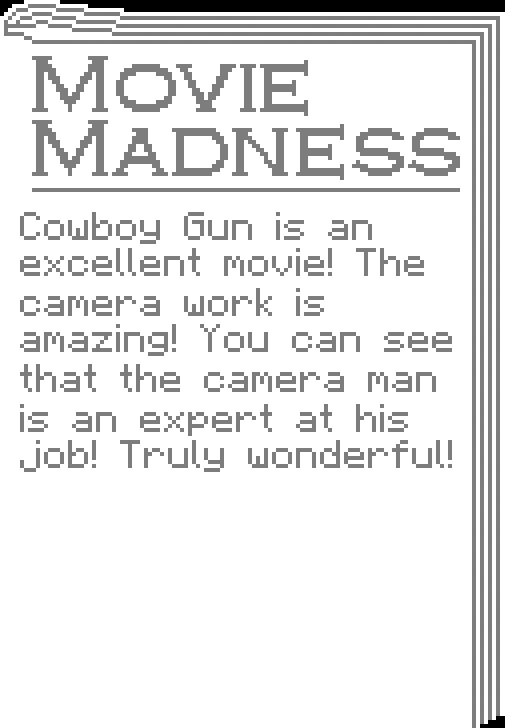 MOVIE
MADNESS
Cowboy Gun is an
excellent movie! The
camera work is
amazing! You can see
that the camera man
is an expert at his
job! Truly wonderful!